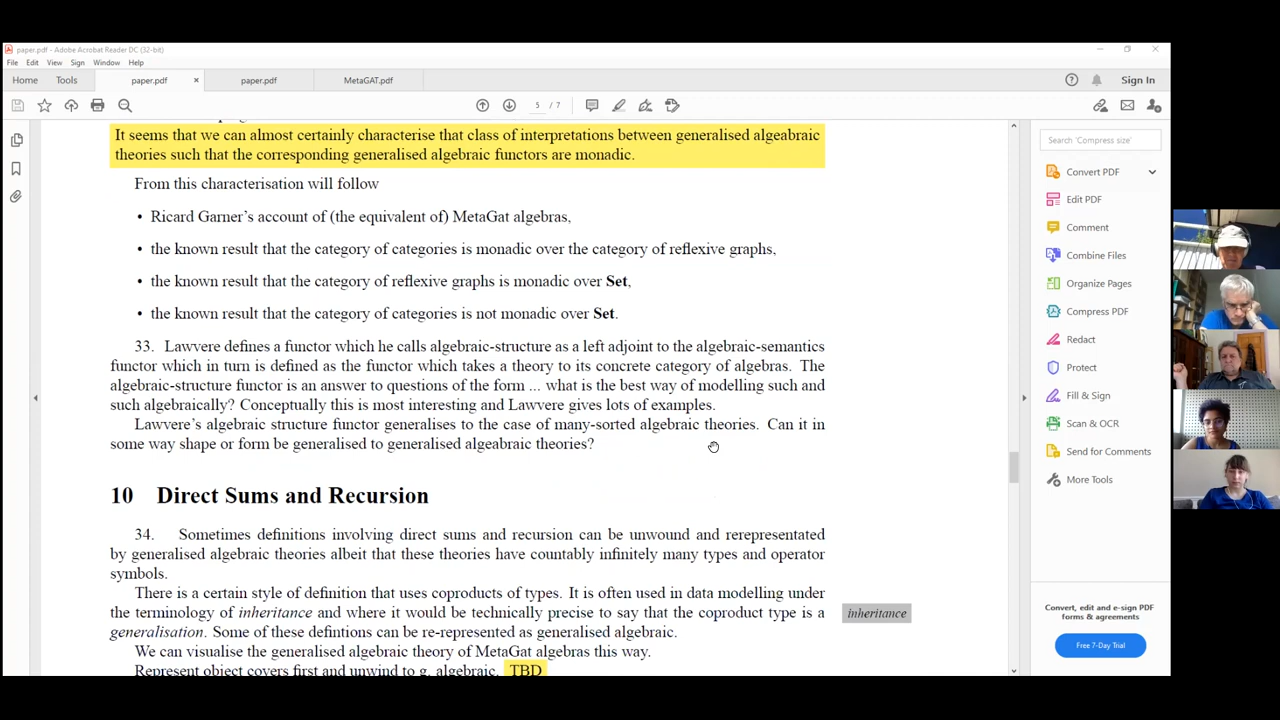 paper.pdf - Adobe Acrobat Reader DC (32-bit)
File Edit View Sign Window Help
Home Tools paper.pdf × paper.pdf MetaGAT.pdf Sign In
5 / 7
It seems that we can almost certainly characterise that class of interpretations between generalised algeabraic
theories such that the corresponding generalised algebraic functors are monadic.
From this characterisation will follow
• Ricard Garner's account of (the equivalent of) MetaGat algebras,
• the known result that the category of categories is monadic over the category of reflexive graphs,
• the known result that the category of reflexive graphs is monadic over Set,
• the known result that the category of categories is not monadic over Set.
33. Lawvere defines a functor which he calls algebraic-structure as a left adjoint to the algebraic-semantics
functor which in turn is defined as the functor which takes a theory to its concrete category of algebras. The
algebraic-structure functor is an answer to questions of the form ... what is the best way of modelling such and
such algebraically? Conceptually this is most interesting and Lawvere gives lots of examples.
Lawvere's algebraic structure functor generalises to the case of many-sorted algebraic theories. Can it in
some way shape or form be generalised to generalised algeabraic theories?
10 Direct Sums and Recursion
34. Sometimes definitions involving direct sums and recursion can be unwound and rerepresented
by generalised algebraic theories albeit that these theories have countably infinitely many types and operator
symbols.
There is a certain style of definition that uses coproducts of types. It is often used in data modelling under
the terminology of inheritance and where it would be technically precise to say that the coproduct type is a
generalisation. Some of these defintions can be re-represented as generalised algebraic.
We can visualise the generalised algebraic theory of MetaGat algebras this way.
Represent object covers first and unwind to g. algebraic. TBD
inheritance
Search 'Compress size'
Convert PDF
Edit PDF
Comment
Combine Files
Organize Pages
Compress PDF
Redact
Protect
Fill & Sign
Scan & OCR
Send for Comments
More Tools
Convert, edit and e-sign PDF
forms & agreements
Free 7-Day Trial